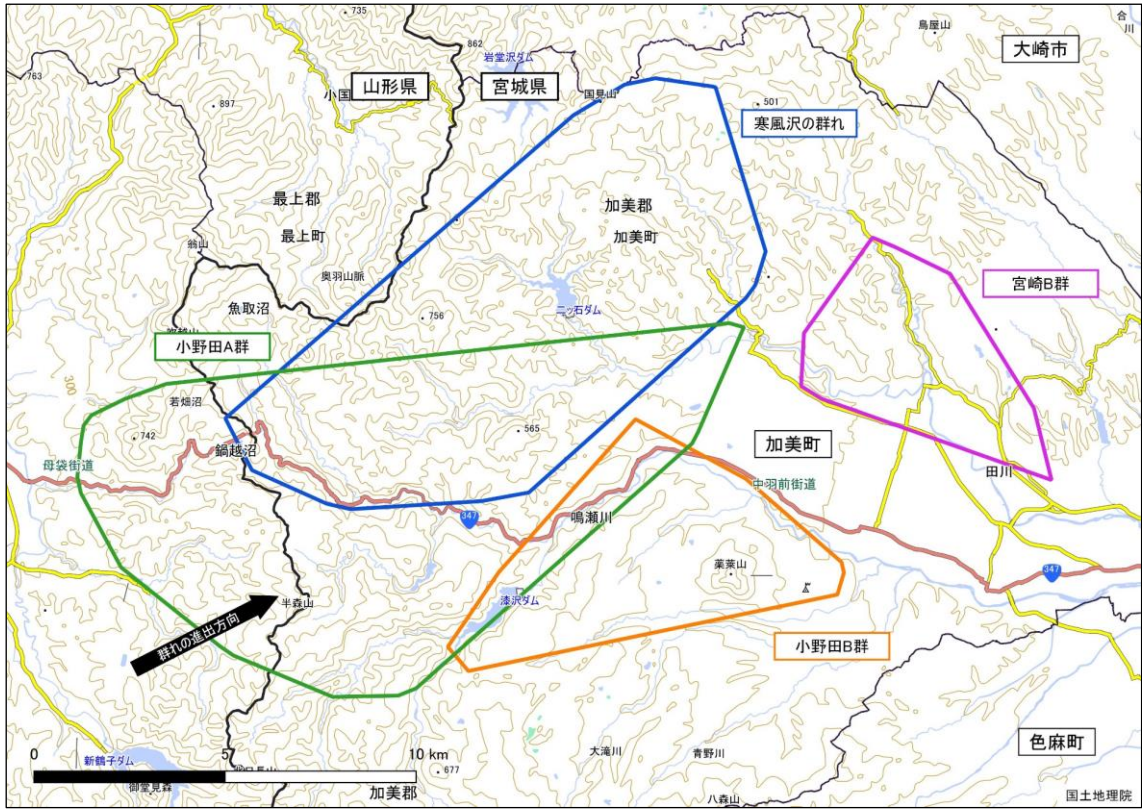 735
鳥屋山
合
川
862
岩堂沢ダム
大崎市
763
山形県
宮城県
国見山
897
小国
501
寒風沢の群れ
最上郡
最上町
加美郡
加美町
翁山
奥羽山脈
宮崎B群
魚取沼
756
二ッ石ダム
小野田A群
300
若畑沼
742
565
鍋越沼
加美町
母袋街道
田川
中羽前街道
347
鳴瀬川
薬莱山
347
漆沢ダム
半森山
群れの進出方向
小野田B群
0
5
10 km
大滝川
青野川
色麻町
新鶴子ダム
677
御堂見森
加美郡
八森山
国土地理院